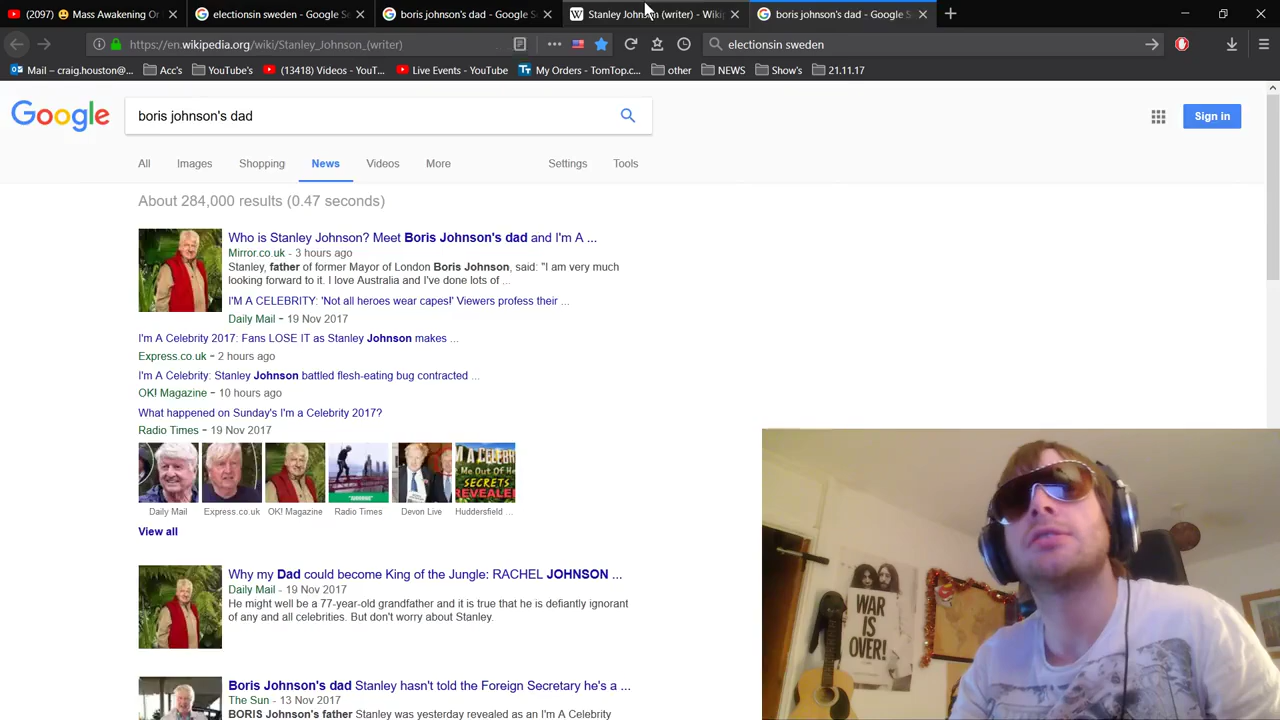 (2097) 😃 Mass Awakening Or
electionsin sweden - Google Se
boris johnson's dad - Google Se
W Stanley Johnson (writer) - Wiki
boris johnson's dad - Google S
https://en.wikipedia.org/wiki/Stanley_Johnson_(writer)
electionsin sweden
Mail – craig.houston@...
Acc's
YouTube's
(13418) Videos - YouT...
Live Events - YouTube
My Orders - TomTop.c...
other
NEWS
Show's
21.11.17
Google
boris johnson's dad
Sign in
All Images Shopping News Videos More Settings Tools
About 284,000 results (0.47 seconds)
Who is Stanley Johnson? Meet Boris Johnson's dad and I'm A ...
Mirror.co.uk - 3 hours ago
Stanley, father of former Mayor of London Boris Johnson, said: "I am very much
looking forward to it. I love Australia and I've done lots of ...
I'M A CELEBRITY: 'Not all heroes wear capes!' Viewers profess their ...
Daily Mail - 19 Nov 2017
I'm A Celebrity 2017: Fans LOSE IT as Stanley Johnson makes ...
Express.co.uk - 2 hours ago
I'm A Celebrity: Stanley Johnson battled flesh-eating bug contracted ...
OK! Magazine - 10 hours ago
What happened on Sunday's I'm a Celebrity 2017?
Radio Times - 19 Nov 2017
Daily Mail Express.co.uk OK! Magazine Radio Times Devon Live Huddersfield ...
View all
Why my Dad could become King of the Jungle: RACHEL JOHNSON ...
Daily Mail - 19 Nov 2017
He might well be a 77-year-old grandfather and it is true that he is defiantly ignorant
of any and all celebrities. But don't worry about Stanley.
Boris Johnson's dad Stanley hasn't told the Foreign Secretary he's a ...
The Sun - 13 Nov 2017
BORIS Johnson's father Stanley was yesterday revealed as an I'm A Celebrity
WAR
IS
OVER!